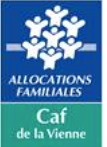 ALLOCATIONS
FAMILIALES
Caf
de la Vienne